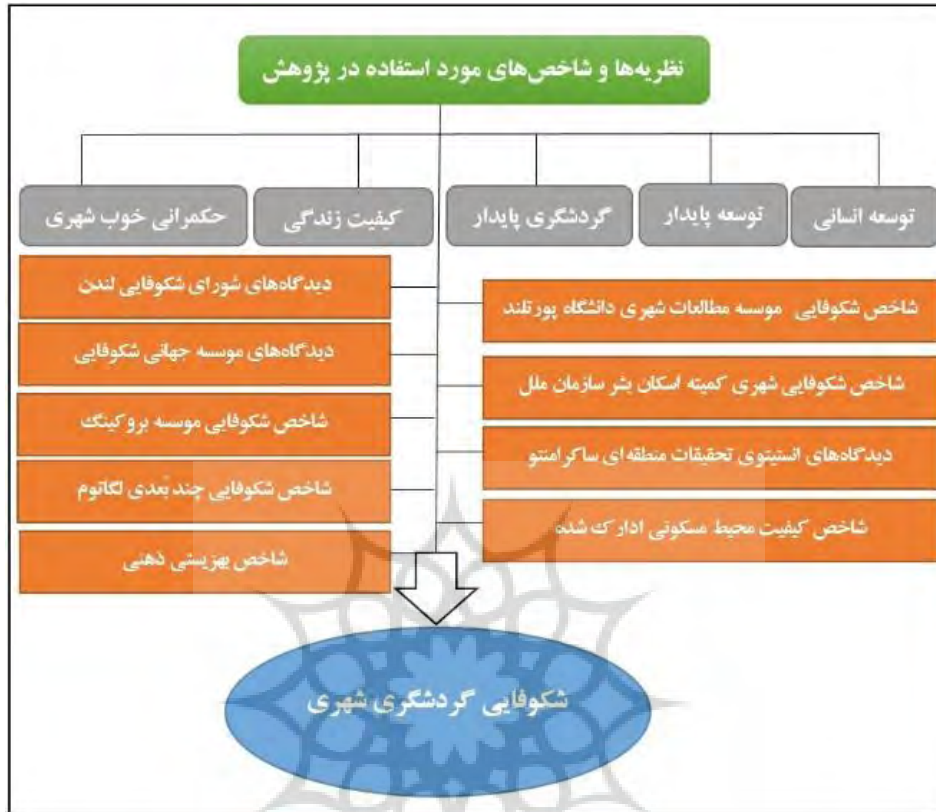 نظریه‌ها و شاخص‌های مورد استفاده در پژوهش
توسعه انسانی
توسعه پایدار
گردشگری پایدار
کیفیت زندگی
حکمرانی خوب شهری
شاخص شکوفایی موسسه مطالعات شهری دانشگاه پورتلند
شاخص شکوفایی شهری کمیته اسکان بشر سازمان ملل
دیدگاه‌های انستیتوی تحقیقات منطقه‌ای ساکرامنتو
شاخص کیفیت محیط مسکونی ادارک شده
دیدگاه‌های شورای شکوفایی لندن
دیدگاه‌های موسسه جهانی شکوفایی
شاخص شکوفایی موسسه بروکینگ
شاخص شکوفایی چند بُعدی لگاتوم
شاخص بهزیستی ذهنی
شکوفایی گردشگری شهری